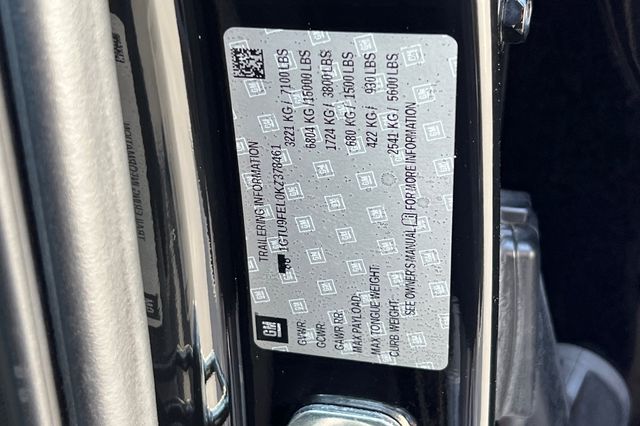 GM
TRAILERING INFORMATION
1GTU9FEL0KZ378461
GVWR: 3221 KG / 7100 LBS
GCWR: 6804 KG / 15000 LBS
GAWR RR: 1724 KG / 3800 LBS
MAX PAYLOAD: 680 KG / 1500 LBS
MAX TONGUE WEIGHT: 422 KG / 930 LBS
CURB WEIGHT: 2541 KG / 5600 LBS
SEE OWNER'S MANUAL FOR MORE INFORMATION